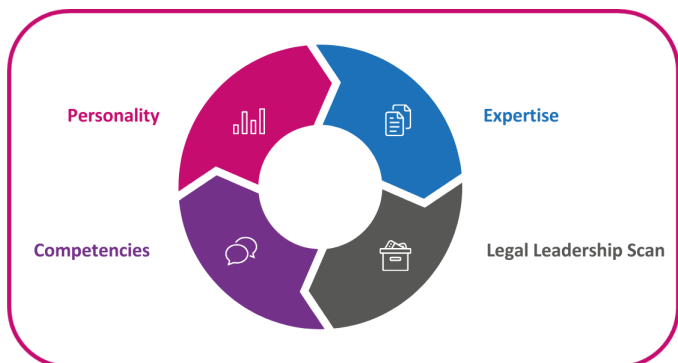 Personality
Expertise
Competencies
Legal Leadership Scan